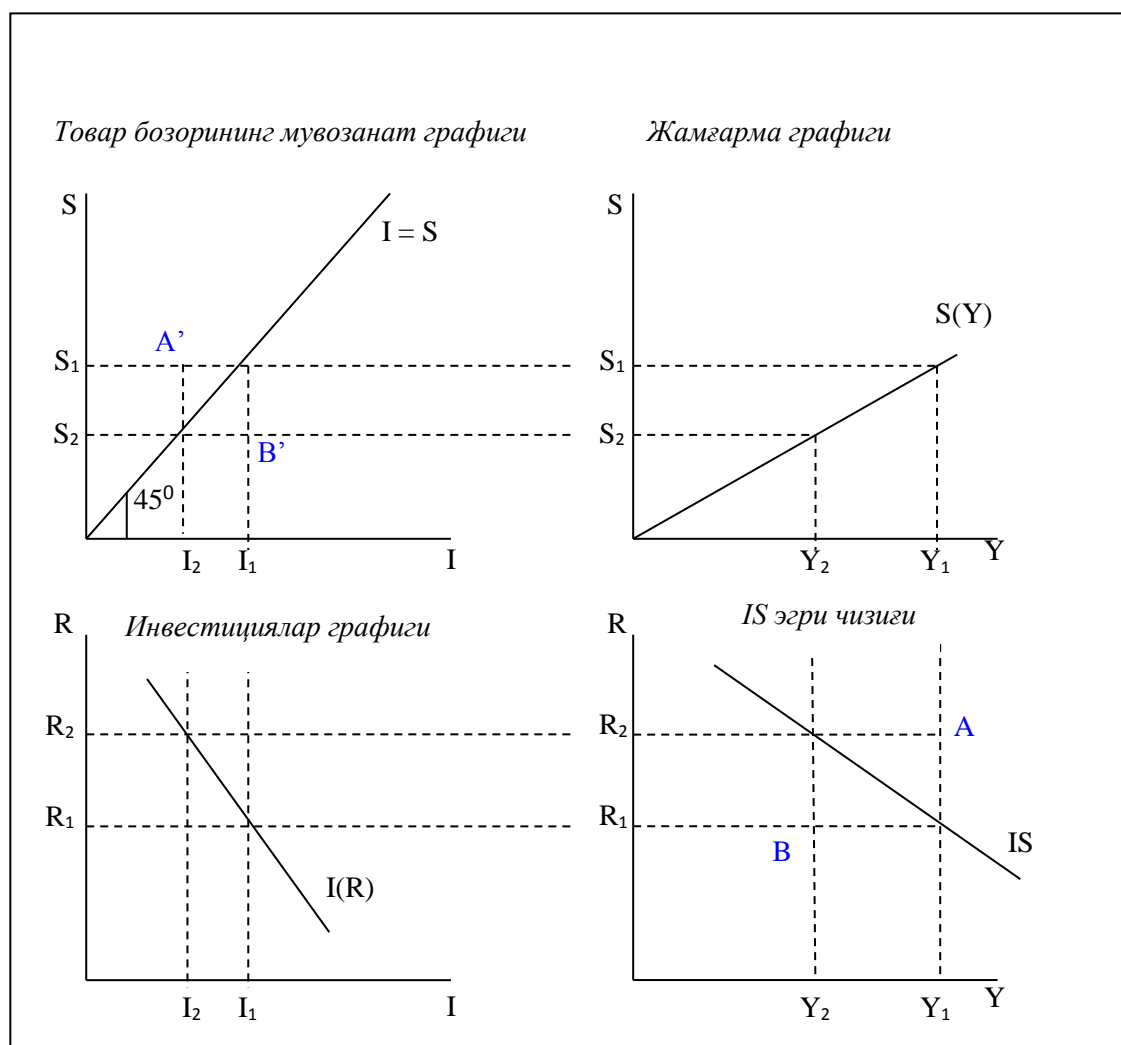 Товар бозорининг мувозанат графиги
Жамғарма графиги
S
I = S
A’
S₁
S₂
B’
45⁰
I₂
I₁
I
S
S(Y)
S₁
S₂
Y₂
Y₁
Y
R
Инвестициялар графиги
R₂
R₁
I(R)
I₂
I₁
I
R
IS эгри чизиғи
R₂
A
R₁
B
IS
Y₂
Y₁
Y